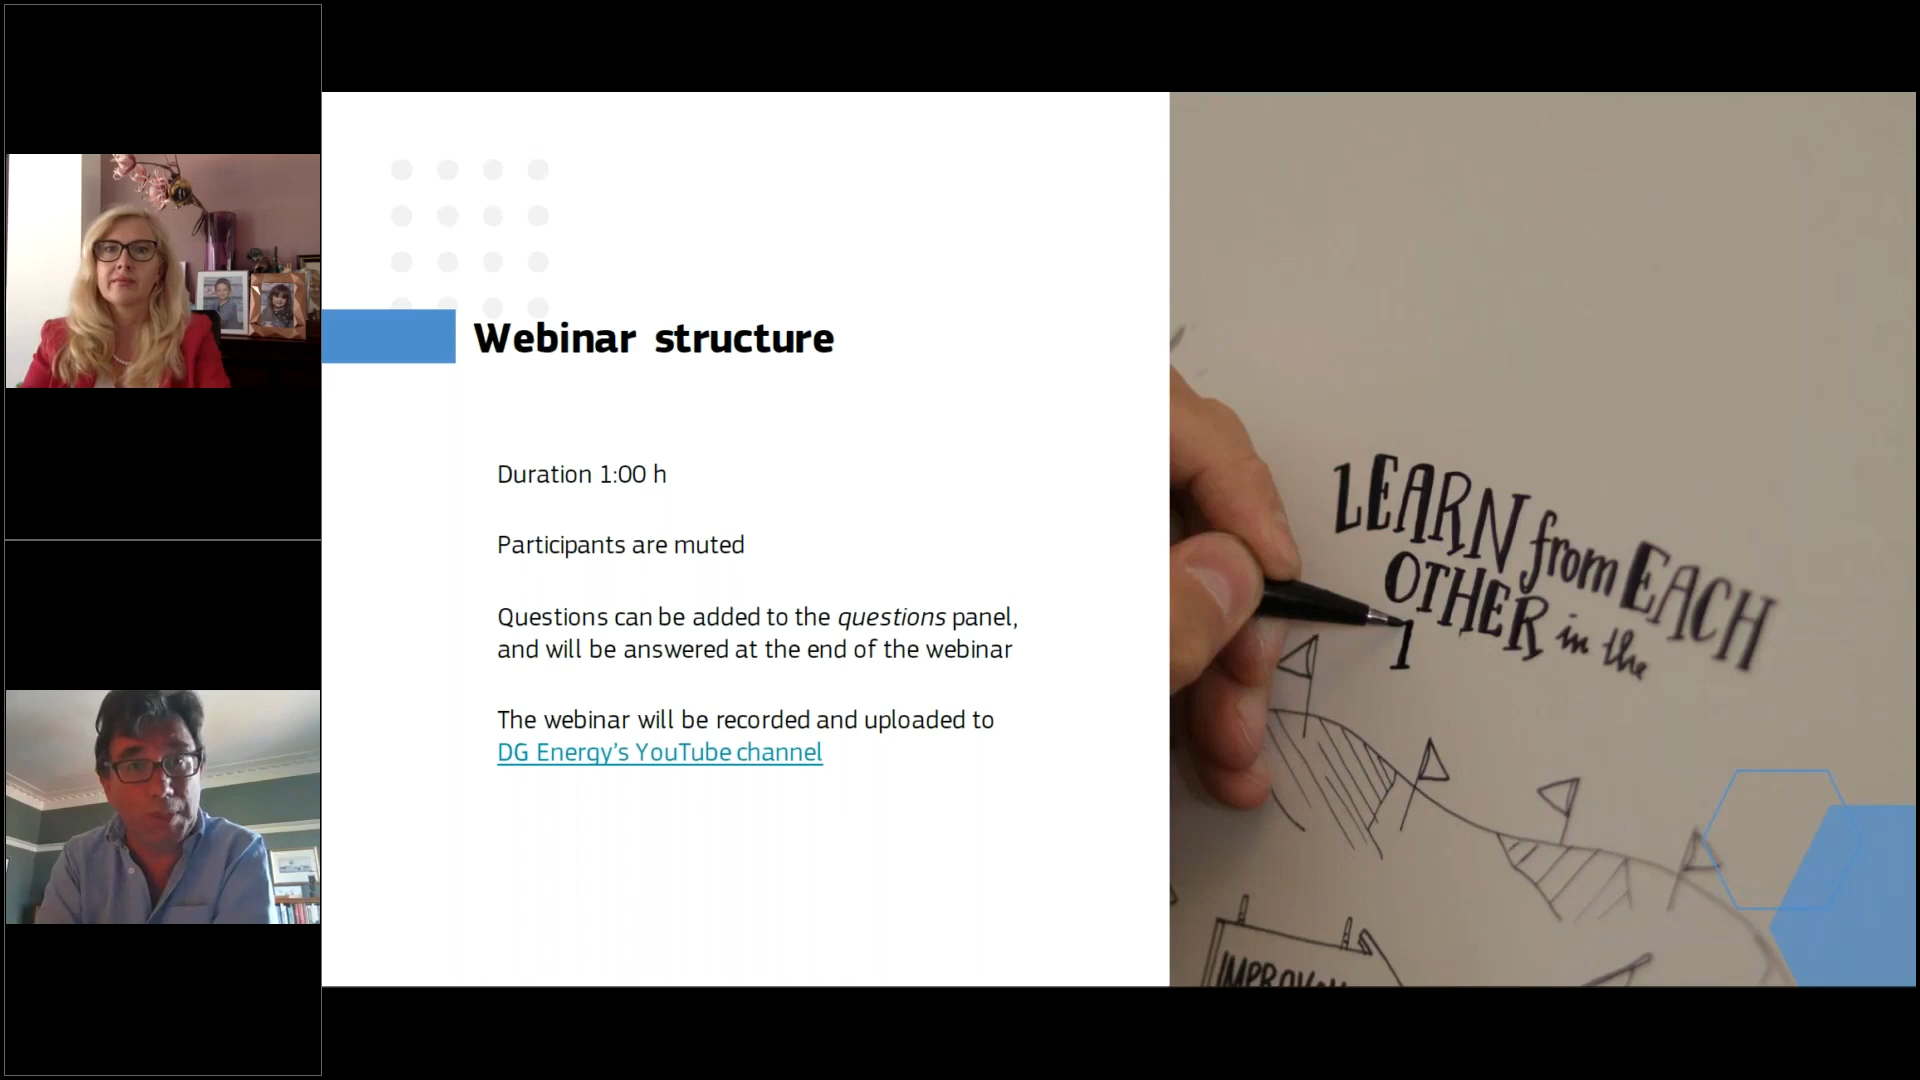 Webinar structure
Duration 1:00 h
Participants are muted
Questions can be added to the questions panel,
and will be answered at the end of the webinar
The webinar will be recorded and uploaded to
DG Energy's YouTube channel
LEARN from EACH
OTHER in the
1